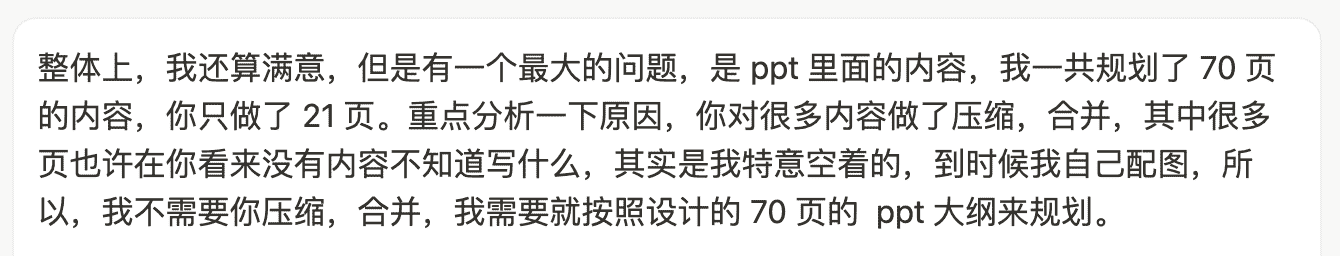 整体上，我还算满意，但是有一个最大的问题，是 ppt 里面的内容，我一共规划了 70 页
的内容，你只做了 21 页。重点分析一下原因，你对很多内容做了压缩，合并，其中很多
页也许在你看来没有内容不知道写什么，其实是我特意空着的，到时候我自己配图，所
以，我不需要你压缩，合并，我需要就按照设计的 70 页的  ppt 大纲来规划。